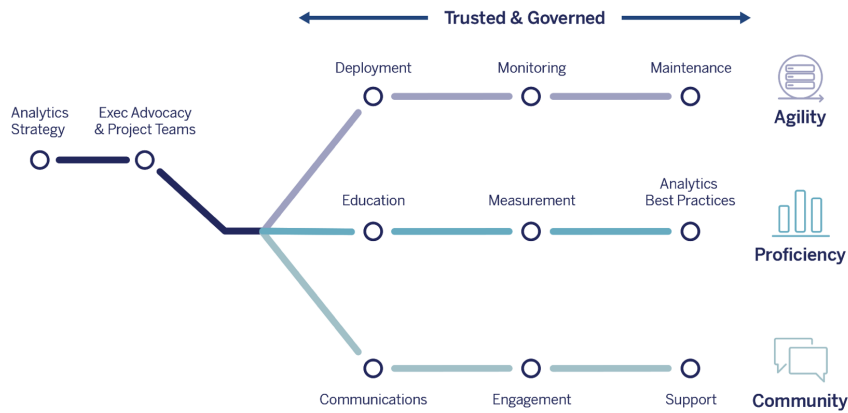 Trusted & Governed
Deployment
Monitoring
Maintenance
Agility
Analytics
Strategy
Exec Advocacy
& Project Teams
Education
Measurement
Analytics
Best Practices
Proficiency
Communications
Engagement
Support
Community